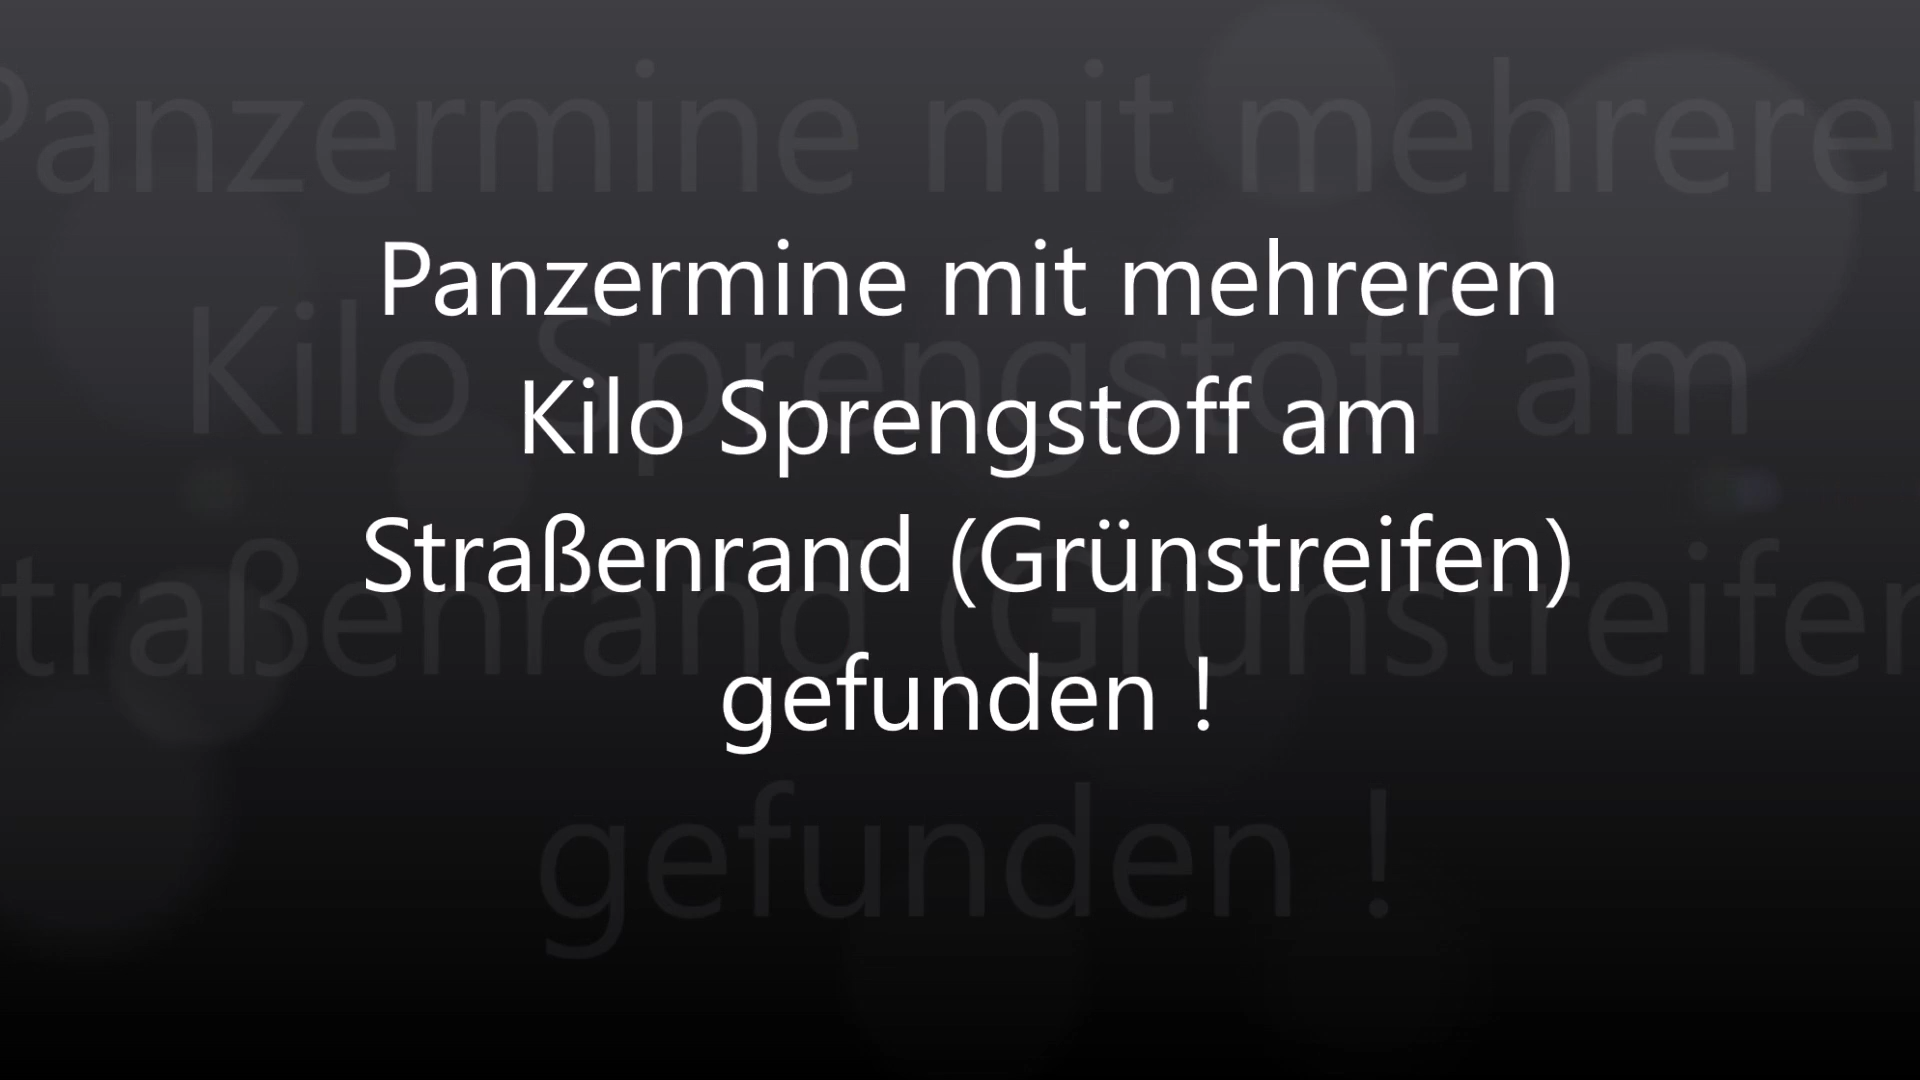 Panzermine mit mehreren
Kilo Sprengstoff am
Straßenrand (Grünstreifen)
gefunden !